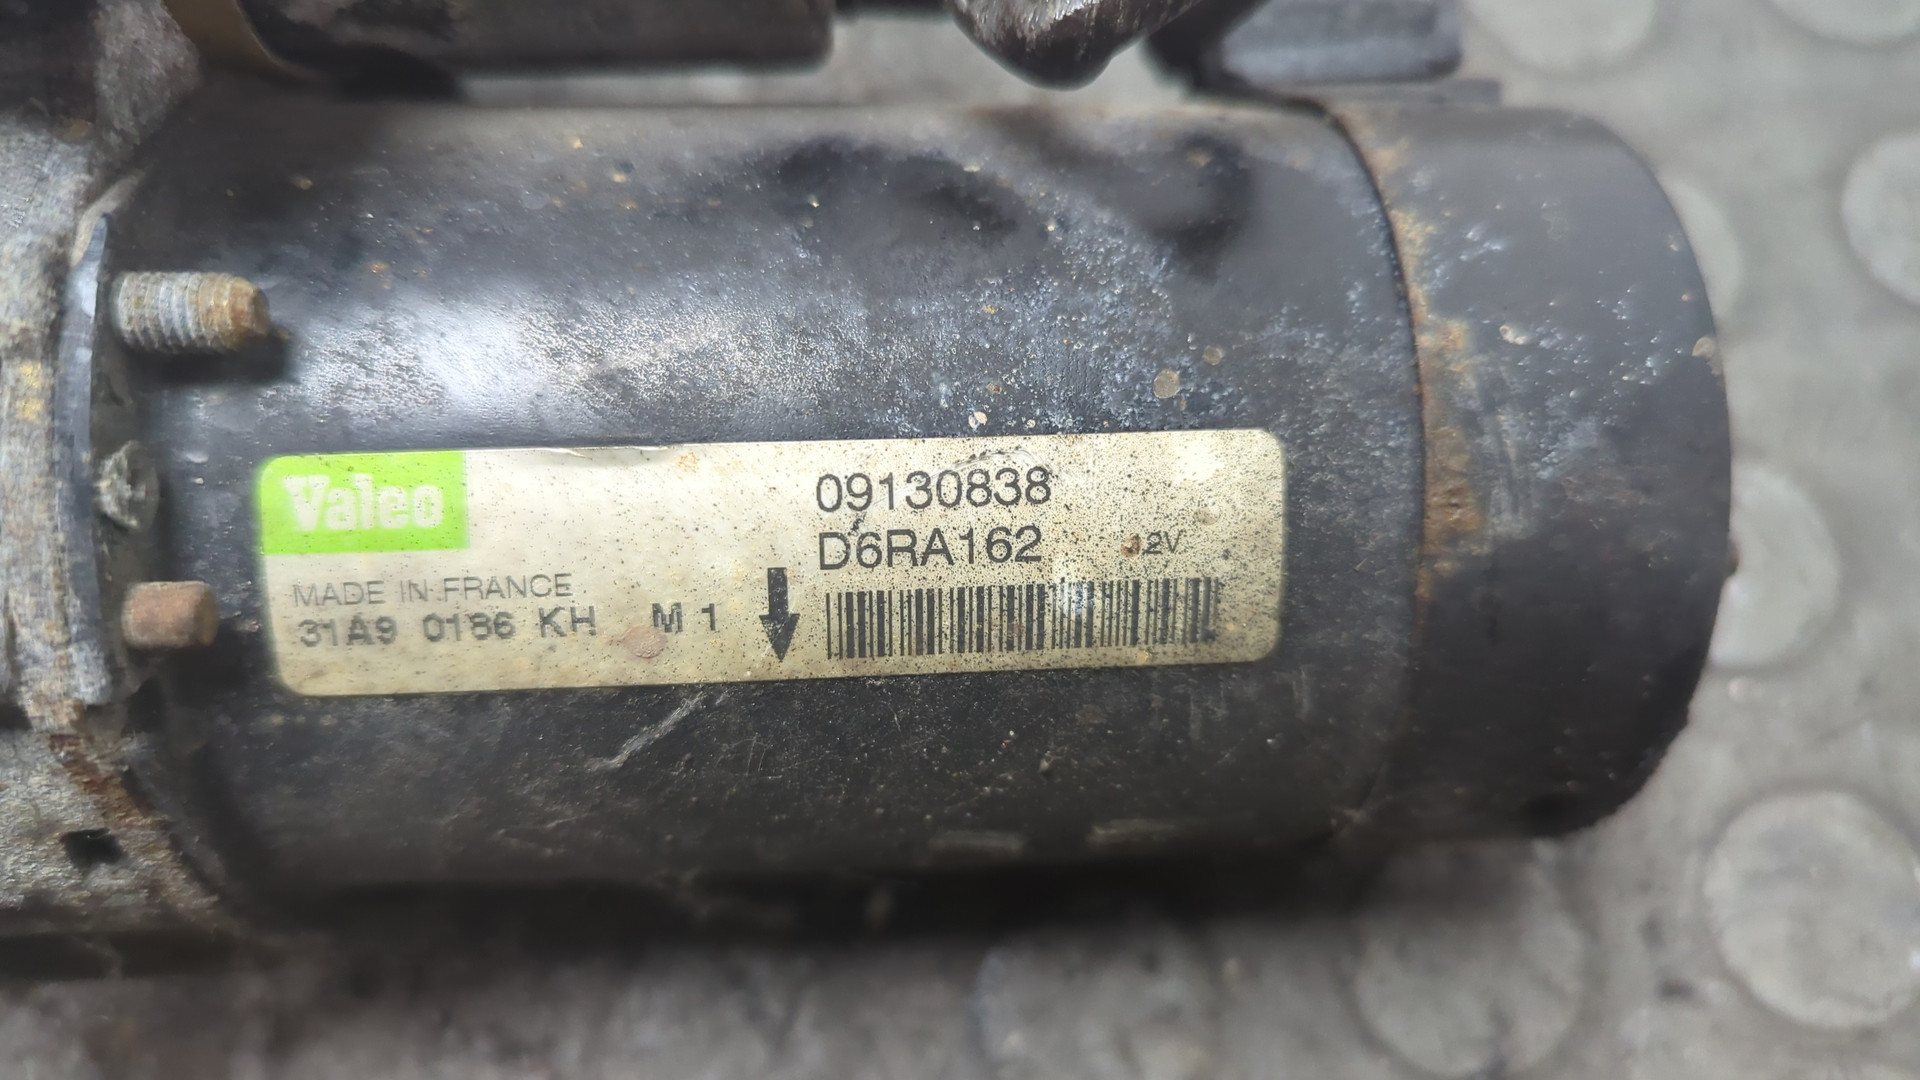 Valeo
09130838
D6RA162 12V
MADE IN FRANCE
31A9 0186 KH M 1